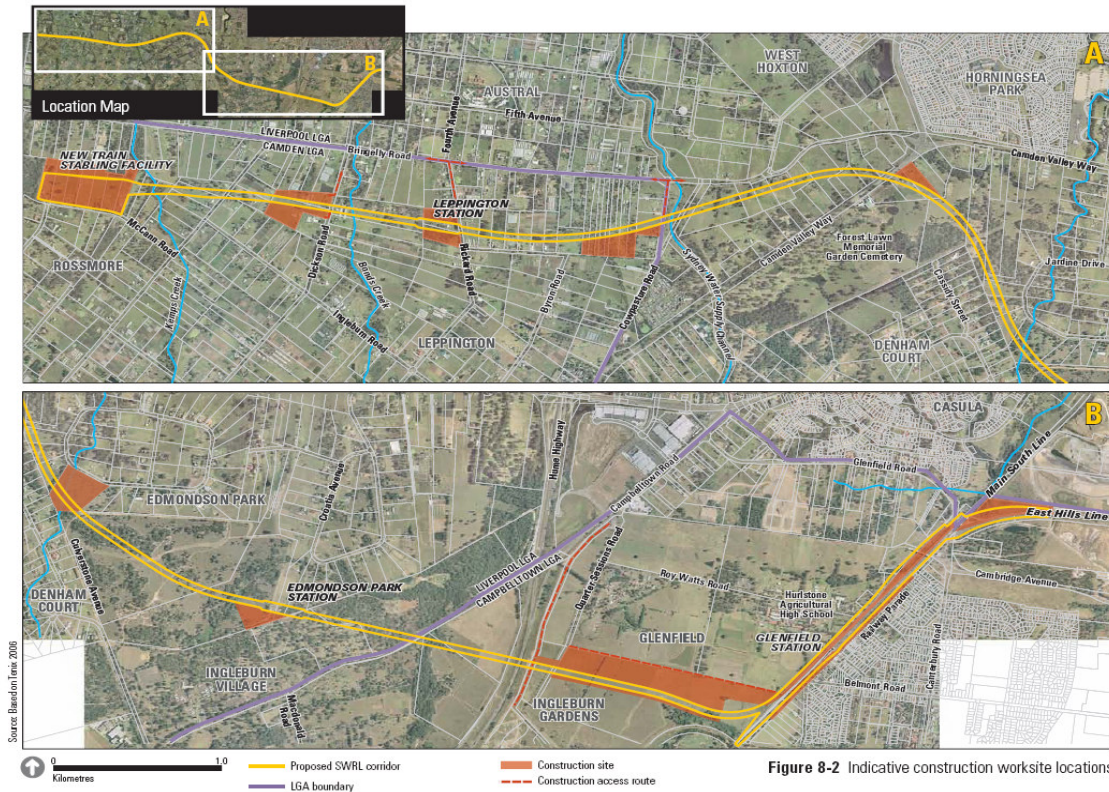 A
B
Location Map
A
WEST
HOXTON
HORNINGSEA
PARK
AUSTRAL
Fifth Avenue
Fourth Avenue
LIVERPOOL LGA
CAMDEN LGA
Bringelly Road
Camden Valley Way
NEW TRAIN
STABLING FACILITY
LEPPINGTON
STATION
McCann Road
ROSSMORE
Kemps Creek
Dickson Road
Bonds Creek
Ingleburn Road
Rickard Road
LEPPINGTON
Byron Road
Cowpasture Road
Sydney Water Supply Channel
Camden Valley Way
Forest Lawn
Memorial
Garden Cemetery
Cassidy Street
Jardine Drive
DENHAM
COURT
B
CASULA
Main South Line
Glenfield Road
East Hills Line
Hume Highway
Campbelltown Road
EDMONDSON PARK
Croatia Avenue
LIVERPOOL LGA
CAMPBELLTOWN LGA
Quarter Sessions Road
Roy Watts Road
Cambridge Avenue
Hurlstone
Agricultural
High School
Railway Parade
Culverstone Avenue
DENHAM
COURT
EDMONDSON PARK
STATION
GLENFIELD
GLENFIELD
STATION
Canterbury Road
Belmont Road
INGLEBURN
VILLAGE
Macdonald
Road
INGLEBURN
GARDENS
Source: Based on Tenix 2006
0 1.0
Kilometres
Proposed SWRL corridor
LGA boundary
Construction site
Construction access route
Figure 8-2 Indicative construction worksite locations